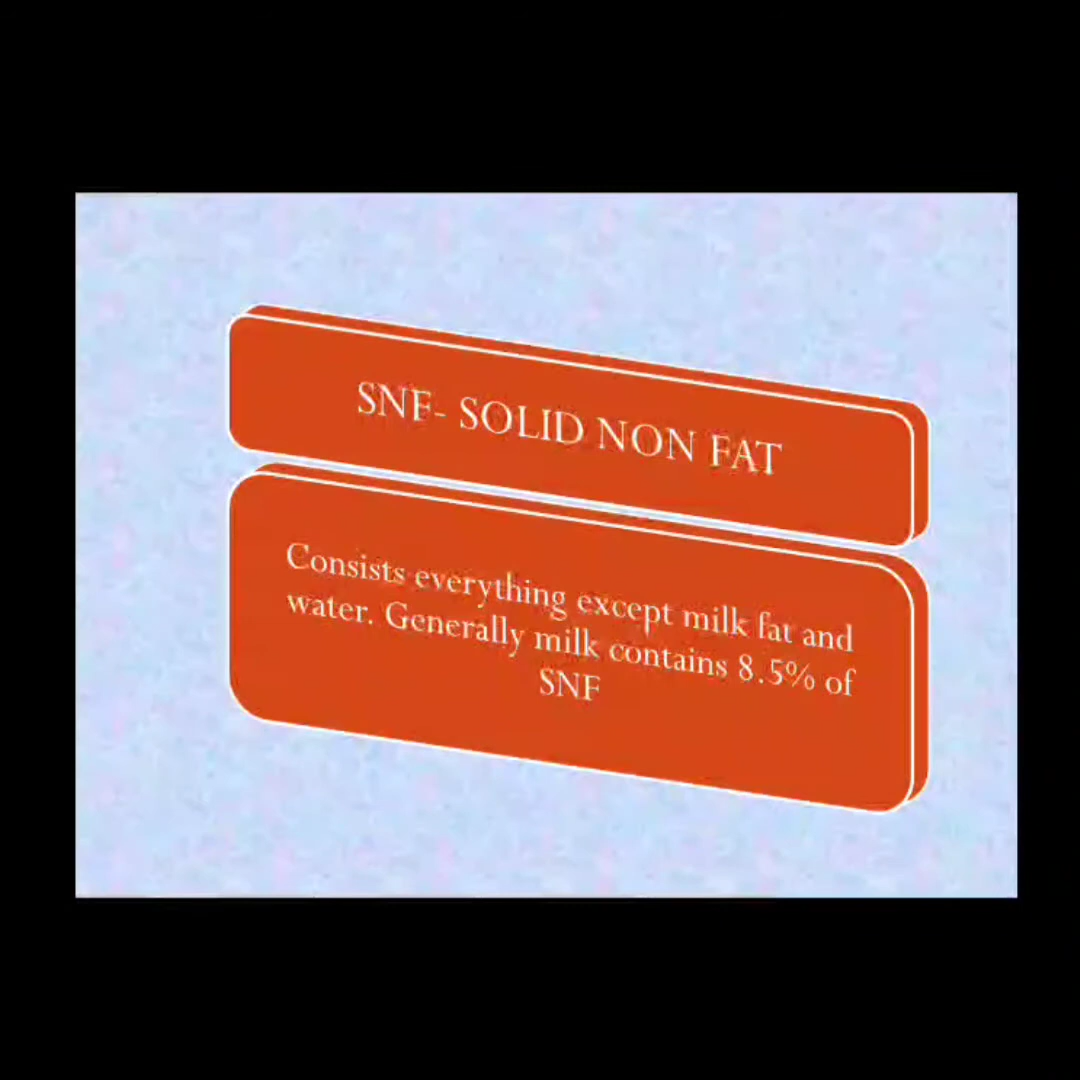 SNF- SOLID NON FAT
Consists everything except milk fat and
water. Generally milk contains 8.5% of
SNF